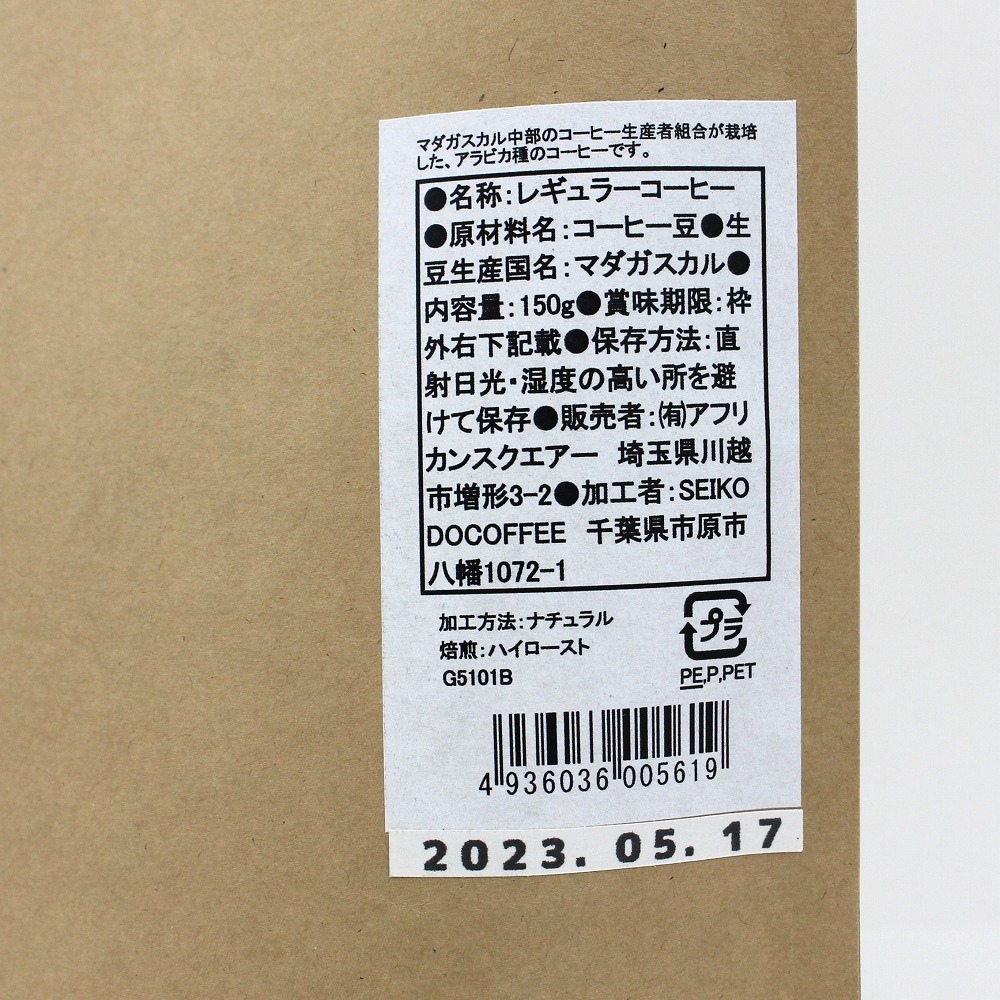 マダガスカル中部のコーヒー生産者組合が栽培
した、アラビカ種のコーヒーです。
●名称:レギュラーコーヒー
●原材料名:コーヒー豆●生
豆生産国名:マダガスカル●
内容量:150g●賞味期限:枠
外右下記載●保存方法:直
射日光・湿度の高い所を避
けて保存●販売者:㈲アフリ
カンスクエアー 埼玉県川越
市増形3-2●加工者:SEIKO
DOCOFFEE 千葉県市原市
八幡1072-1
加工方法:ナチュラル
焙煎:ハイロースト
G5101B
プラ
PE,P,PET
4 936036 005619
2023. 05. 17